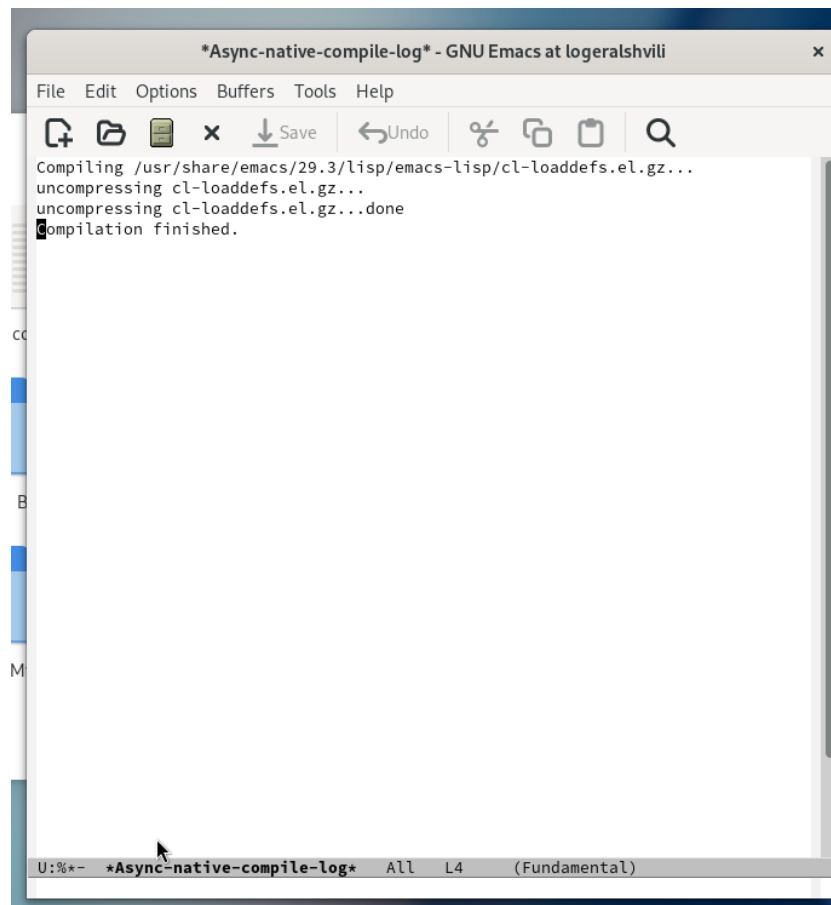 *Async-native-compile-log* - GNU Emacs at logeralshvili
File Edit Options Buffers Tools Help
Save Undo
Compiling /usr/share/emacs/29.3/lisp/emacs-lisp/cl-loaddefs.el.gz...
uncompressing cl-loaddefs.el.gz...
uncompressing cl-loaddefs.el.gz...done
Compilation finished.
U:%*- *Async-native-compile-log* All L4 (Fundamental)